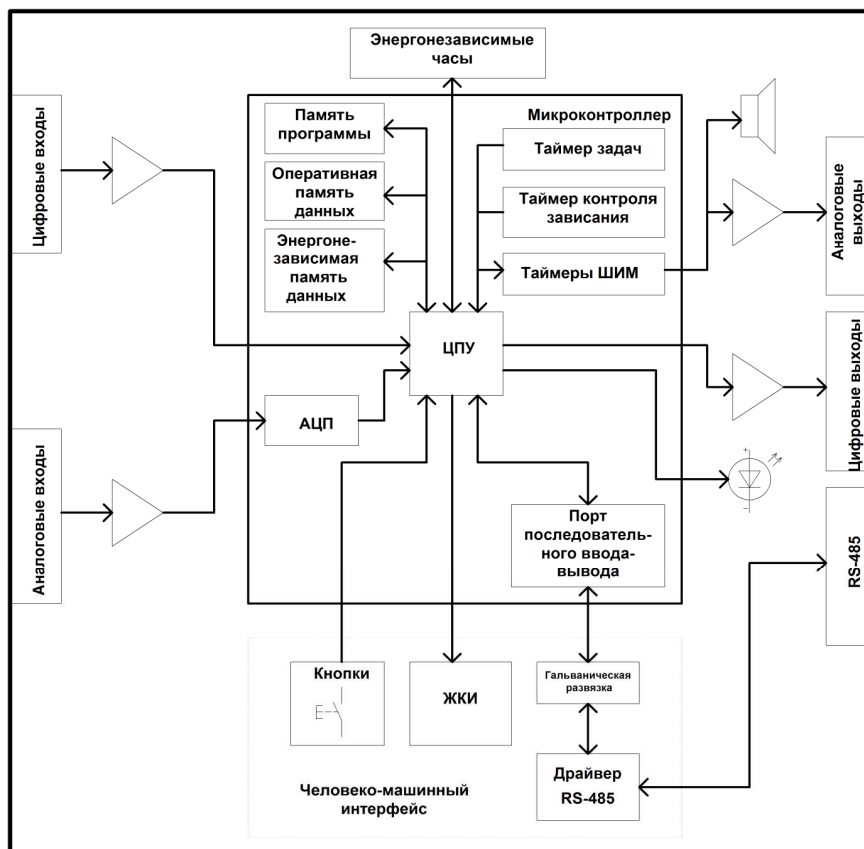 Энергонезависимые
часы
Цифровые входы
Память
программы
Оперативная
память
данных
Энергоне-
зависимая
память
данных
Микроконтроллер
Таймер задач
Таймер контроля
зависания
Таймеры ШИМ
Аналоговые
выходы
ЦПУ
АЦП
Цифровые выходы
Аналоговые входы
+
−
Порт
последователь-
ного ввода-
вывода
RS-485
Кнопки
ЖКИ
Гальваническая
развязка
Драйвер
RS-485
Человеко-машинный
интерфейс